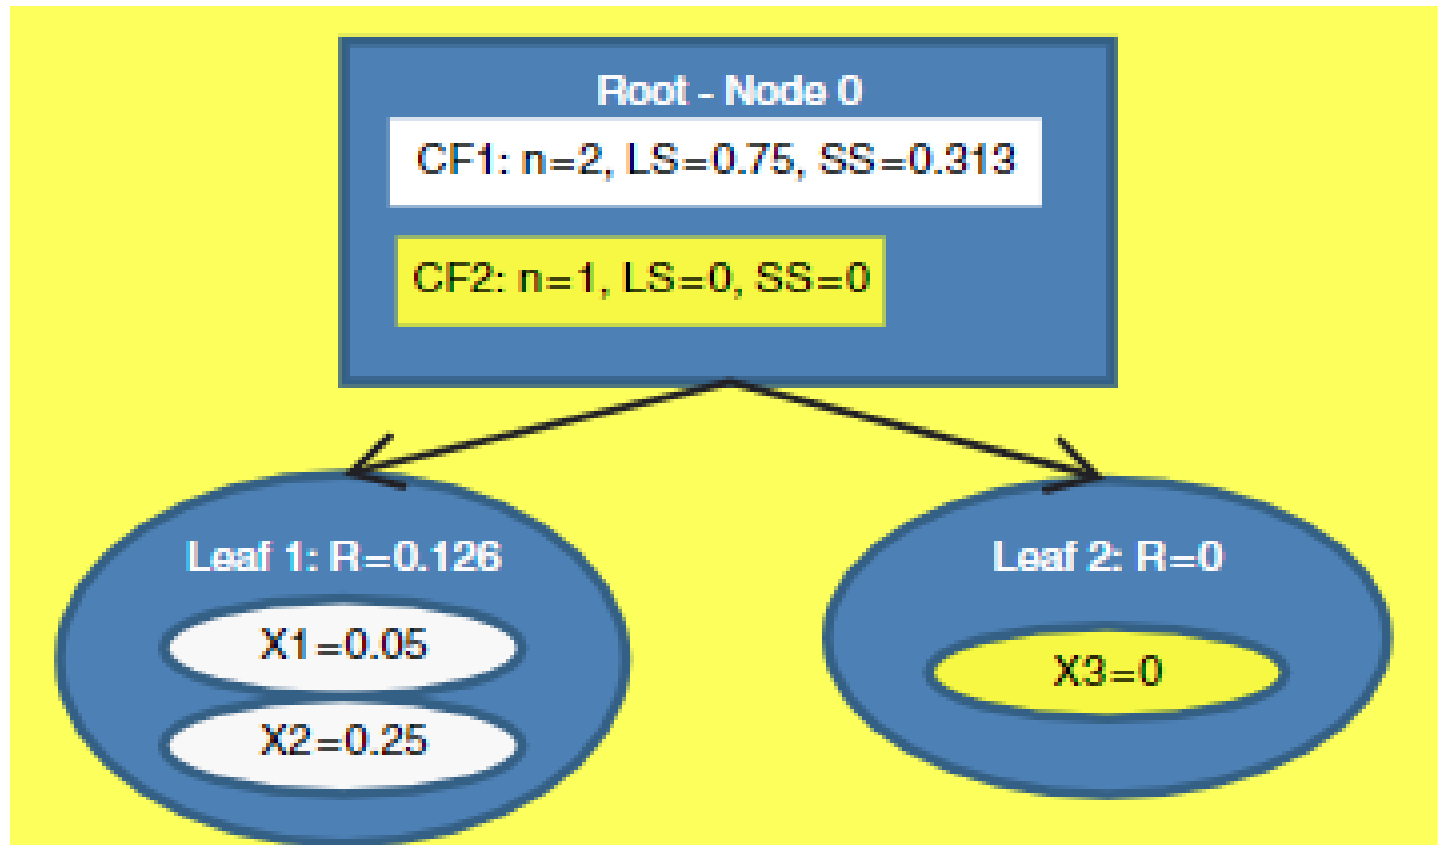 Root - Node 0
CF1: n=2, LS=0.75, SS=0.313
CF2: n=1, LS=0, SS=0
Leaf 1: R=0.126
X1=0.05
X2=0.25
Leaf 2: R=0
X3=0